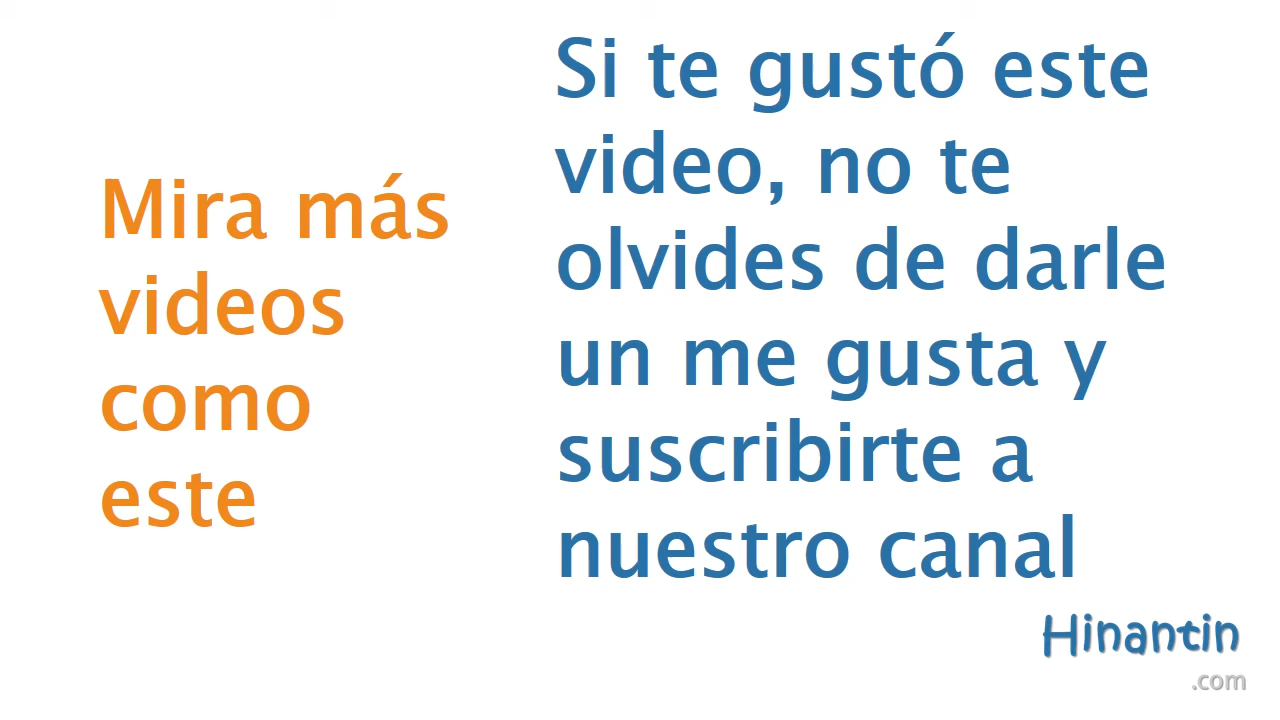 Mira más
videos
como
este
Si te gustó este
video, no te
olvides de darle
un me gusta y
suscribirte a
nuestro canal
Hinantin
.com